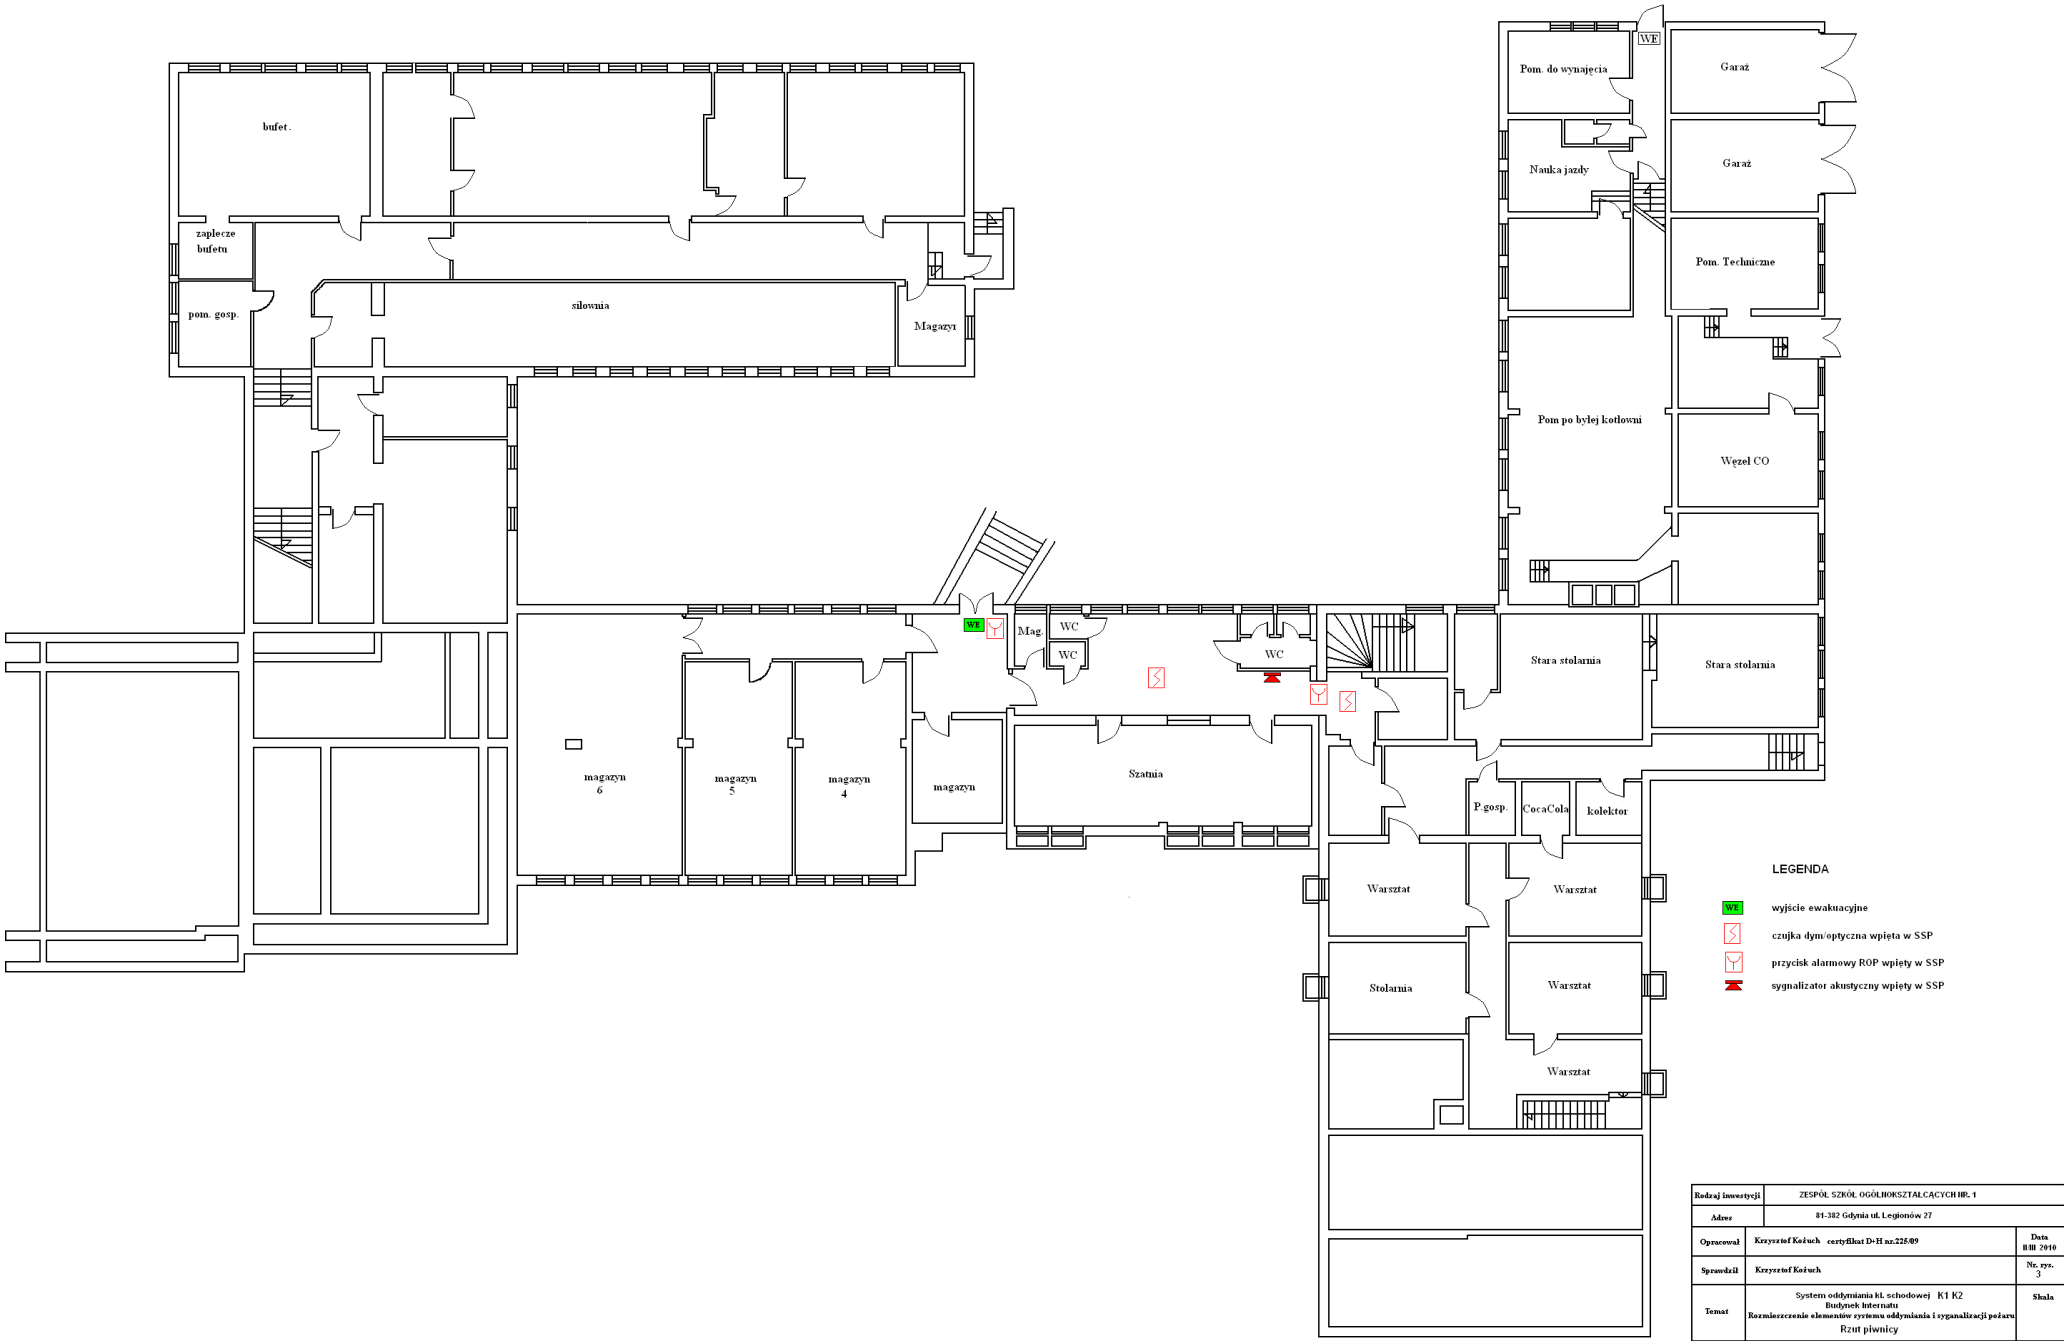 WE
Pom. do wynajęcia
Garaż
bufet.
Garaż
Nauka jazdy
zaplecze
bufetu
Pom. Techniczne
pom. gosp.
siłownia
Magazyr
Pom po byłej kotłowni
Węzeł CO
WE
Mag.
WC
WC
WC
Stara stolarnia
Stara stolarnia
magazyn
6
magazyn
5
magazyn
4
magazyn
Szatnia
P.gosp.
CocaCola
kolektor
Warsztat
Warsztat
Stolarnia
Warsztat
Warsztat
LEGENDA
WE wyjście ewakuacyjne
czujka dym/optyczna wpięta w SSP
przycisk alarmowy ROP wpięty w SSP
sygnalizator akustyczny wpięty w SSP
Rodzaj inwestycji ZESPÓŁ SZKÓŁ OGÓLNOKSZTAŁCĄCYCH NR. 1
Adres 81-382 Gdynia ul. Legionów 27
Opracował Krzysztof Kożuch certyfikat D+H nr.225/09 Data
II/III 2010
Sprawdził Krzysztof Kożuch Nr. rys.
3
Temat System oddymiania kl. schodowej K1 K2 Skala
Budynek Internatu
Rozmieszczenie elementów systemu oddymiania i syganalizacji pożaru
Rzut piwnicy